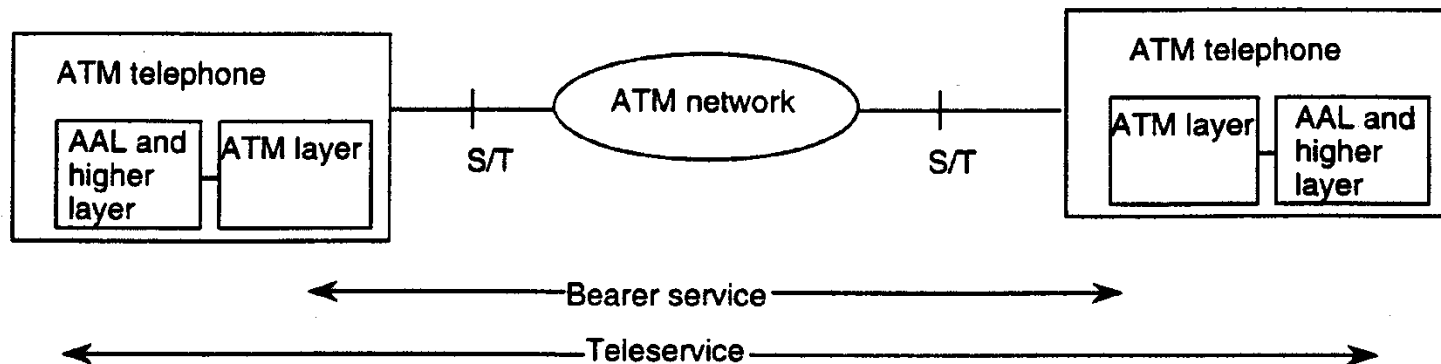 ATM telephone
AAL and
higher
layer
ATM layer
S/T
ATM network
S/T
ATM telephone
ATM layer
AAL and
higher
layer
Bearer service
Teleservice